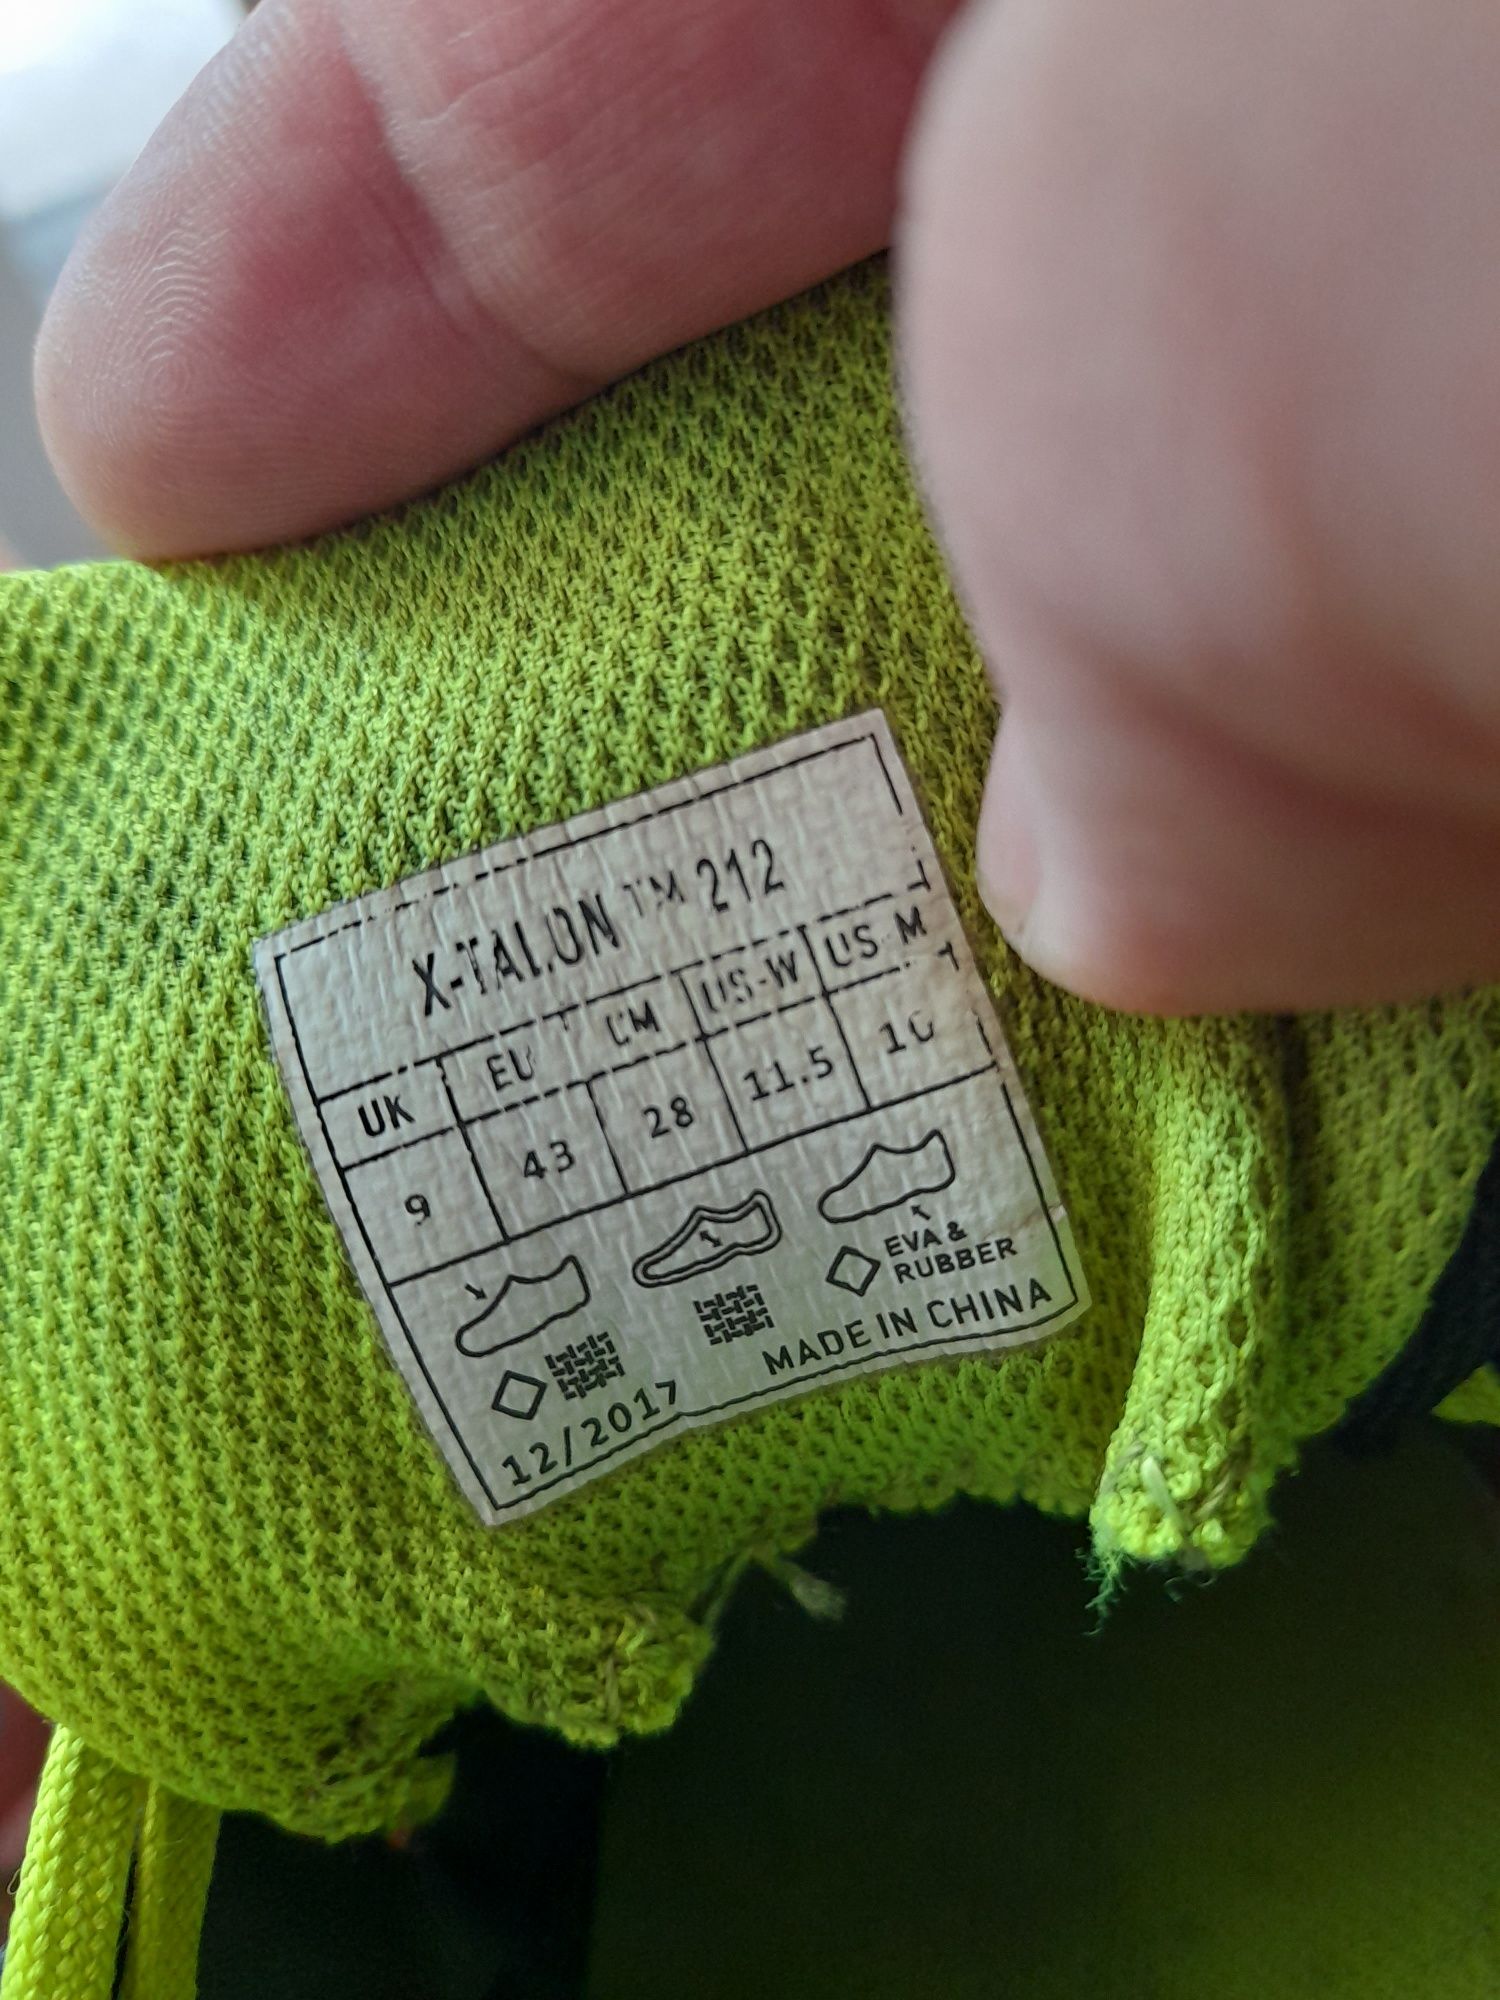 X-TALON ™ 212
UK EU CM US-W US-M
9 43 28 11.5 10
EVA &
RUBBER
12/2017 MADE IN CHINA